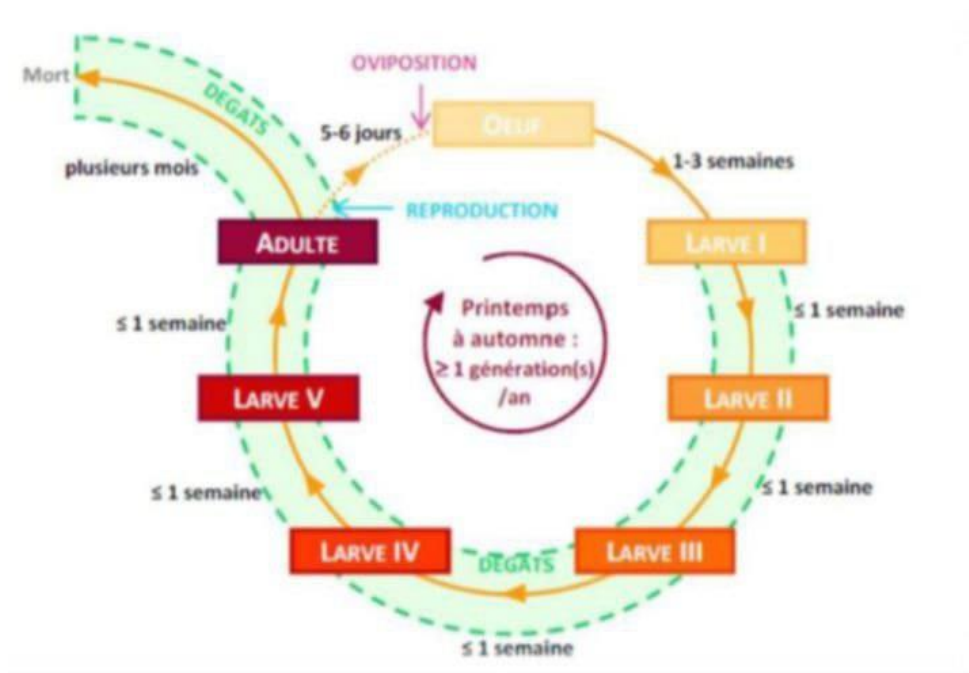 OVIPOSITION
Mort
DEGATS
5-6 jours
OEUF
1-3 semaines
plusieurs mois
REPRODUCTION
ADULTE
LARVE I
≤ 1 semaine
Printemps
à automne :
≥ 1 génération(s)
/an
≤ 1 semaine
LARVE V
LARVE II
≤ 1 semaine
≤ 1 semaine
LARVE IV
LARVE III
DEGATS
≤ 1 semaine